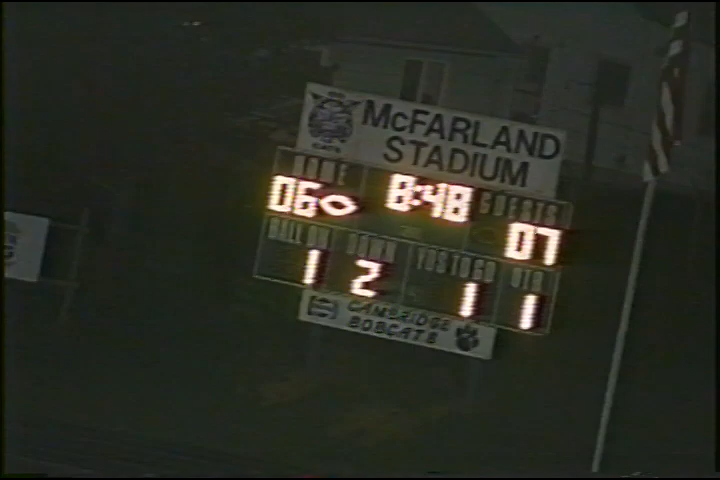 McFARLAND
STADIUM
HOME 8:48 GUESTS
06 07
BALL ON DOWN YDS TO GO QTR
1 2 1 1
CAMBRIDGE
BOBCATS